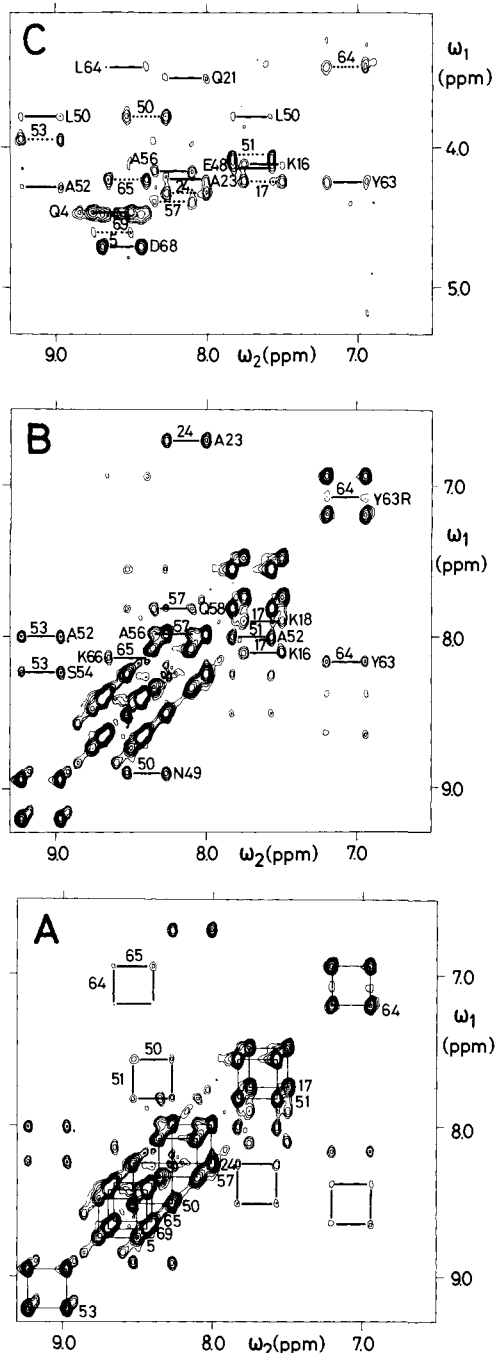 C
L64
Q21
64
ω1
(ppm)
L50
50
L50
53
51
A56
E48
K16
4.0
A52
65
24
A23
17
Y63
Q4
57
69
5
D68
5.0
9.0
8.0
7.0
ω2(ppm)
B
24
A23
64
Y63R
7.0
ω1
(ppm)
57
Q58
17
K18
53
A52
A56
57
51
A52
8.0
K66
65
17
K16
64
Y63
53
S54
50
N49
9.0
9.0
8.0
7.0
ω2(ppm)
A
65
64
7.0
ω1
(ppm)
64
50
51
17
51
8.0
24
57
50
65
69
5
9.0
53
9.0
8.0
7.0
ω2(ppm)